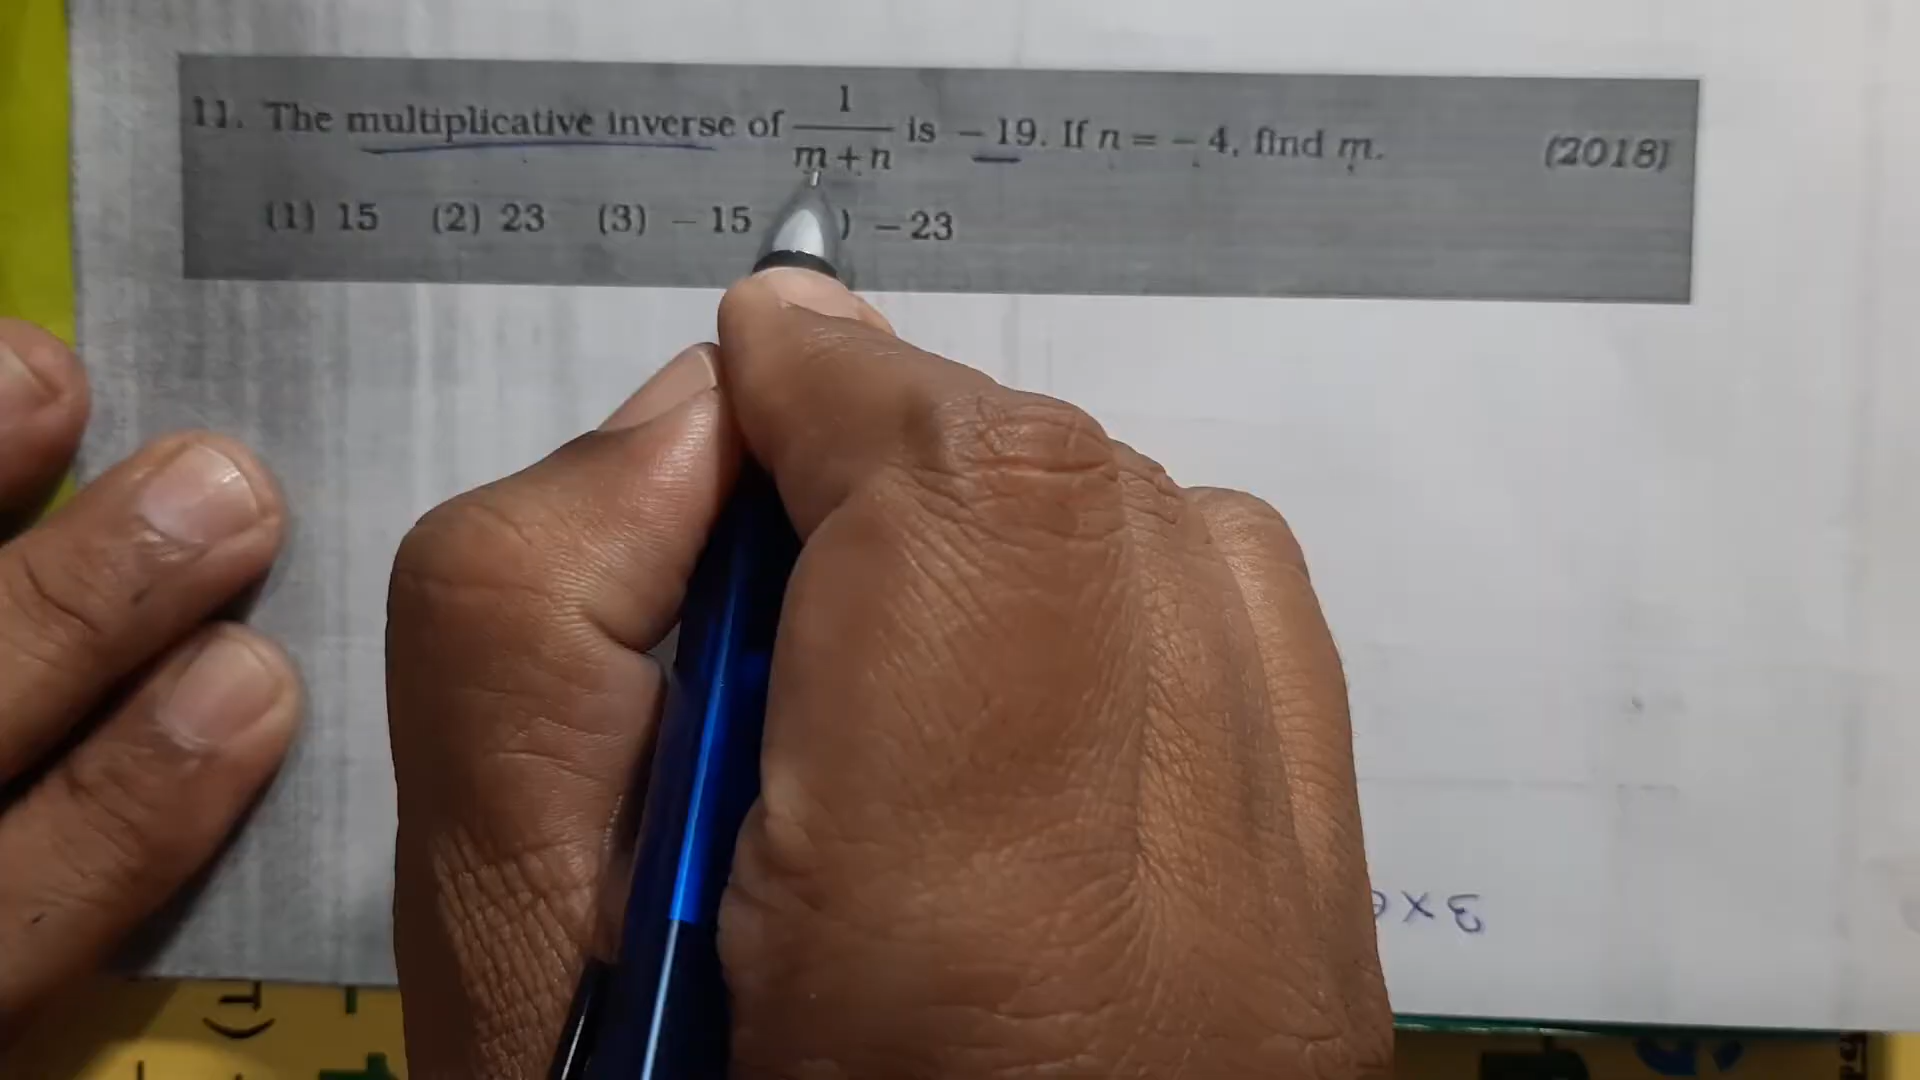 11. The multiplicative inverse of 1/(m + n) is – 19. If n = – 4, find m. (2018)
(1) 15 (2) 23 (3) – 15 ) – 23
3 ×